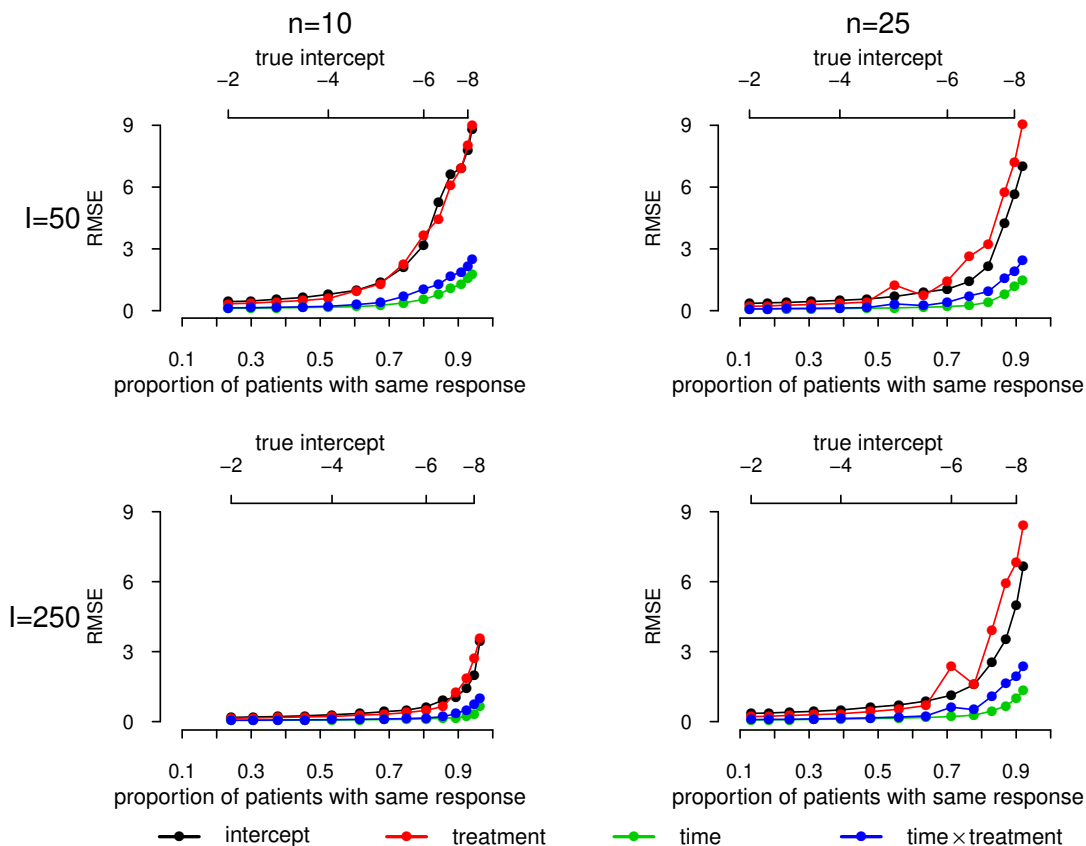 n=10 n=25
true intercept true intercept
−2 −4 −6 −8 −2 −4 −6 −8
9 9
6 6
I=50 RMSE RMSE
3 3
0 0
0.1 0.3 0.5 0.7 0.9 0.1 0.3 0.5 0.7 0.9
proportion of patients with same response proportion of patients with same response
true intercept true intercept
−2 −4 −6 −8 −2 −4 −6 −8
9 9
6 6
I=250 RMSE RMSE
3 3
0 0
0.1 0.3 0.5 0.7 0.9 0.1 0.3 0.5 0.7 0.9
proportion of patients with same response proportion of patients with same response
intercept treatment time time×treatment